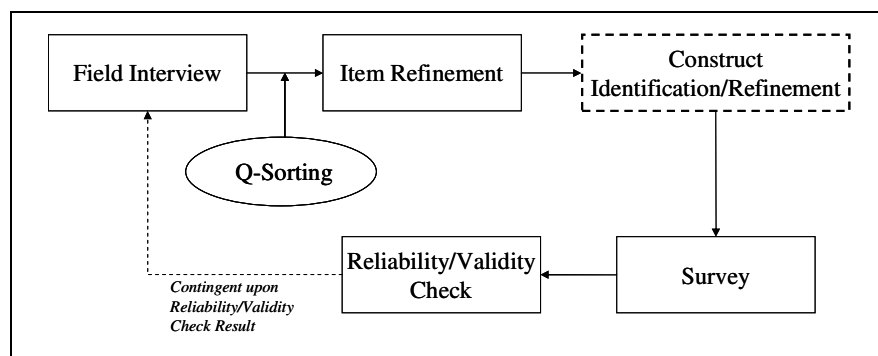 Field Interview
Item Refinement
Construct
Identification/Refinement
Q-Sorting
Reliability/Validity
Check
Survey
Contingent upon
Reliability/Validity
Check Result